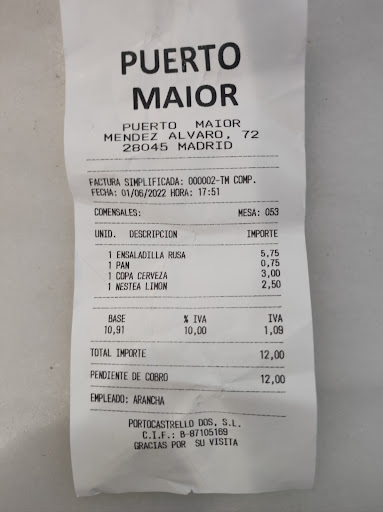 PUERTO
MAIOR
PUERTO MAIOR
MENDEZ ALVARO, 72
28045 MADRID
FACTURA SIMPLIFICADA: 000002-TM COMP.
FECHA: 01/06/2022 HORA: 17:51
COMENSALES: MESA: 053
UNID. DESCRIPCION IMPORTE
1 ENSALADILLA RUSA 5,75
1 PAN 0,75
1 COPA CERVEZA 3,00
1 NESTEA LIMON 2,50
BASE % IVA IVA
10,91 10,00 1,09
TOTAL IMPORTE 12,00
PENDIENTE DE COBRO 12,00
EMPLEADO: ARANCHA
PORTOCASTRELLO DOS, S.L.
C.I.F.: B-87105169
GRACIAS POR SU VISITA